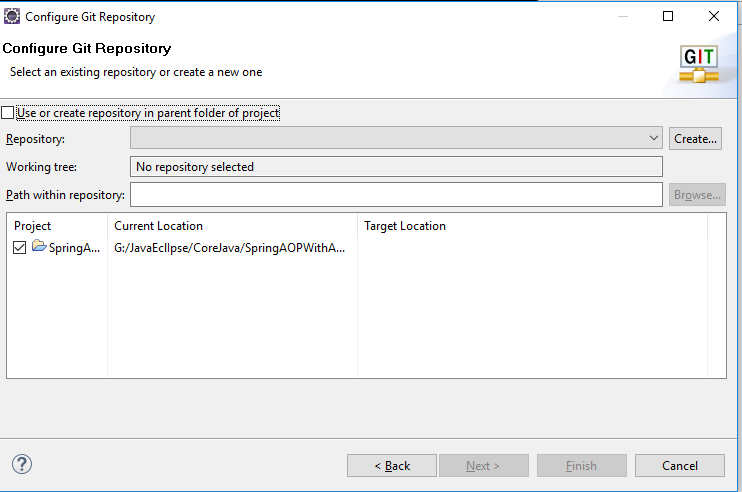 Configure Git Repository
Configure Git Repository
Select an existing repository or create a new one
GIT
Use or create repository in parent folder of project
Repository:
Create...
Working tree: No repository selected
Path within repository:
Browse...
Project Current Location Target Location
SpringA... G:/JavaEclIpse/CoreJava/SpringAOPWithA...
?
< Back Next > Finish Cancel